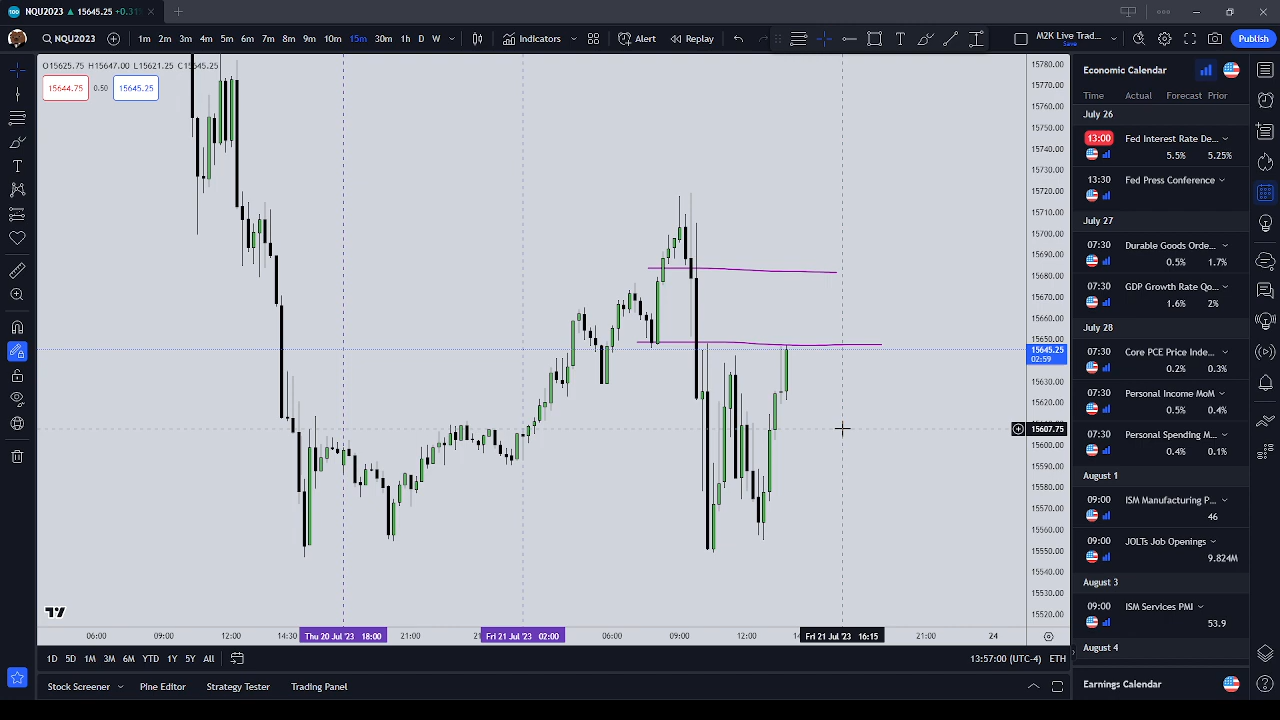 NQU2023 ▲ 15645.25 +0.31
NQU2023 1m 2m 3m 4m 5m 6m 7m 8m 9m 10m 15m 30m 1h D W Indicators Alert Replay M2K Live Trad... Save Publish
O15625.75 H15647.00 L15621.25 C15645.25
15644.75 0.50 15645.25
15780.00
15770.00
15760.00
15750.00
15740.00
15730.00
15720.00
15710.00
15700.00
15690.00
15680.00
15670.00
15660.00
15650.00
15645.25
02:59
15630.00
15620.00
15607.75
15600.00
15590.00
15580.00
15570.00
15560.00
15550.00
15540.00
15530.00
15520.00
06:00 09:00 12:00 14:30 Thu 20 Jul '23 18:00 21:00 Fri 21 Jul '23 02:00 06:00 09:00 12:00 Fri 21 Jul '23 16:15 21:00 24
1D 5D 1M 3M 6M YTD 1Y 5Y All 13:57:00 (UTC-4) ETH
Stock Screener Pine Editor Strategy Tester Trading Panel
Economic Calendar
Time Actual Forecast Prior
July 26
13:00 Fed Interest Rate De...
5.5% 5.25%
13:30 Fed Press Conference
July 27
07:30 Durable Goods Orde...
0.5% 1.7%
07:30 GDP Growth Rate Qo...
1.6% 2%
July 28
07:30 Core PCE Price Inde...
0.2% 0.3%
07:30 Personal Income MoM
0.5% 0.4%
07:30 Personal Spending M...
0.4% 0.1%
August 1
09:00 ISM Manufacturing P...
46
09:00 JOLTs Job Openings
9.824M
August 3
09:00 ISM Services PMI
53.9
August 4
Earnings Calendar